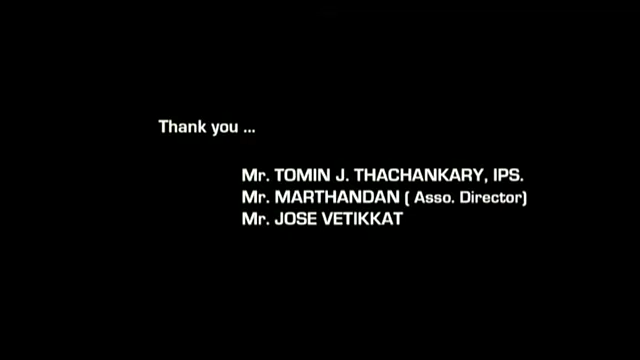 Thank you ...
Mr. TOMIN J. THACHANKARY, IPS.
Mr. MARTHANDAN ( Asso. Director)
Mr. JOSE VETIKKAT